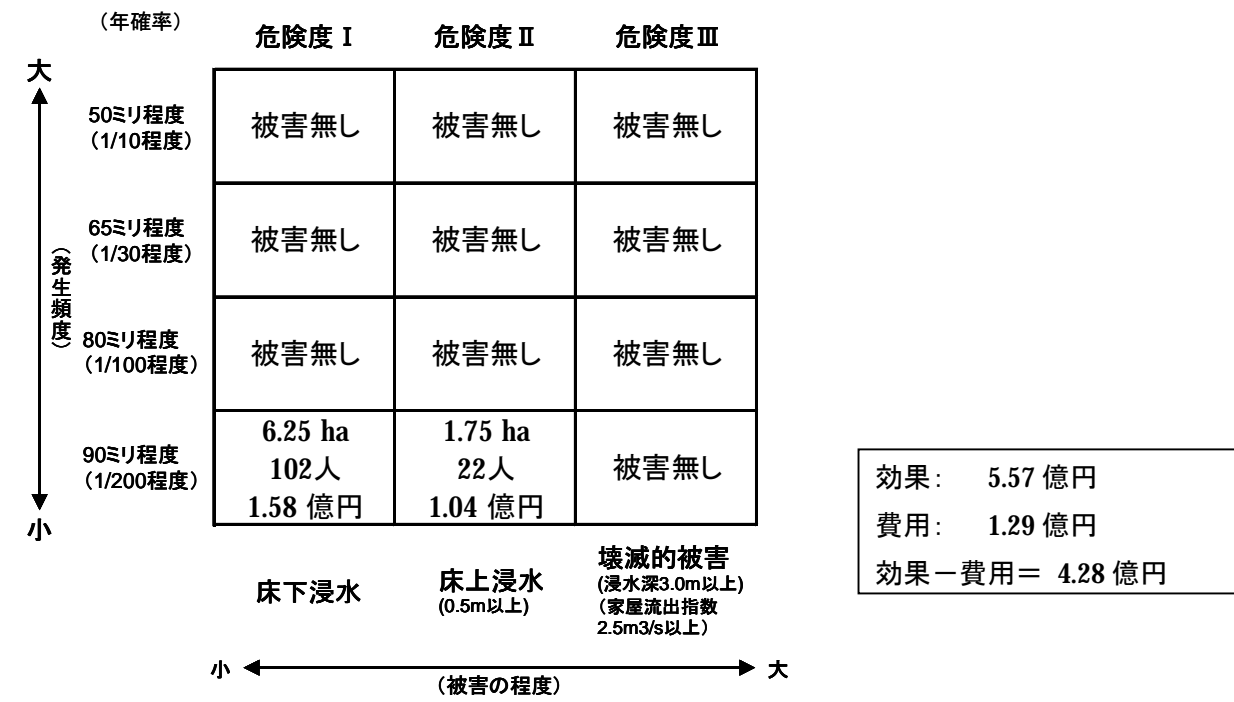 （年確率）
危険度Ⅰ
危険度Ⅱ
危険度Ⅲ
大
50ミリ程度
（1/10程度）
被害無し
被害無し
被害無し
65ミリ程度
（1/30程度）
被害無し
被害無し
被害無し
（発生頻度）
80ミリ程度
（1/100程度）
被害無し
被害無し
被害無し
90ミリ程度
（1/200程度）
6.25 ha
102人
1.58 億円
1.75 ha
22人
1.04 億円
被害無し
小
床下浸水
床上浸水
(0.5m以上)
壊滅的被害
(浸水深3.0m以上)
（家屋流出指数
2.5m3/s以上）
小
大
（被害の程度）
効果： 5.57 億円
費用： 1.29 億円
効果－費用＝ 4.28 億円